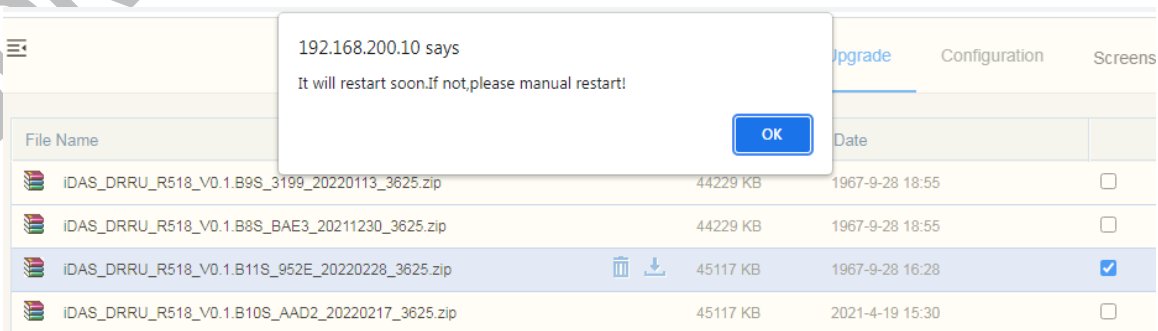 192.168.200.10 says
It will restart soon.If not,please manual restart!
OK
Upgrade Configuration Screens
File Name Date
iDAS_DRRU_R518_V0.1.B9S_3199_20220113_3625.zip 44229 KB 1967-9-28 18:55
iDAS_DRRU_R518_V0.1.B8S_BAE3_20211230_3625.zip 44229 KB 1967-9-28 18:55
iDAS_DRRU_R518_V0.1.B11S_952E_20220228_3625.zip 45117 KB 1967-9-28 16:28
iDAS_DRRU_R518_V0.1.B10S_AAD2_20220217_3625.zip 45117 KB 2021-4-19 15:30